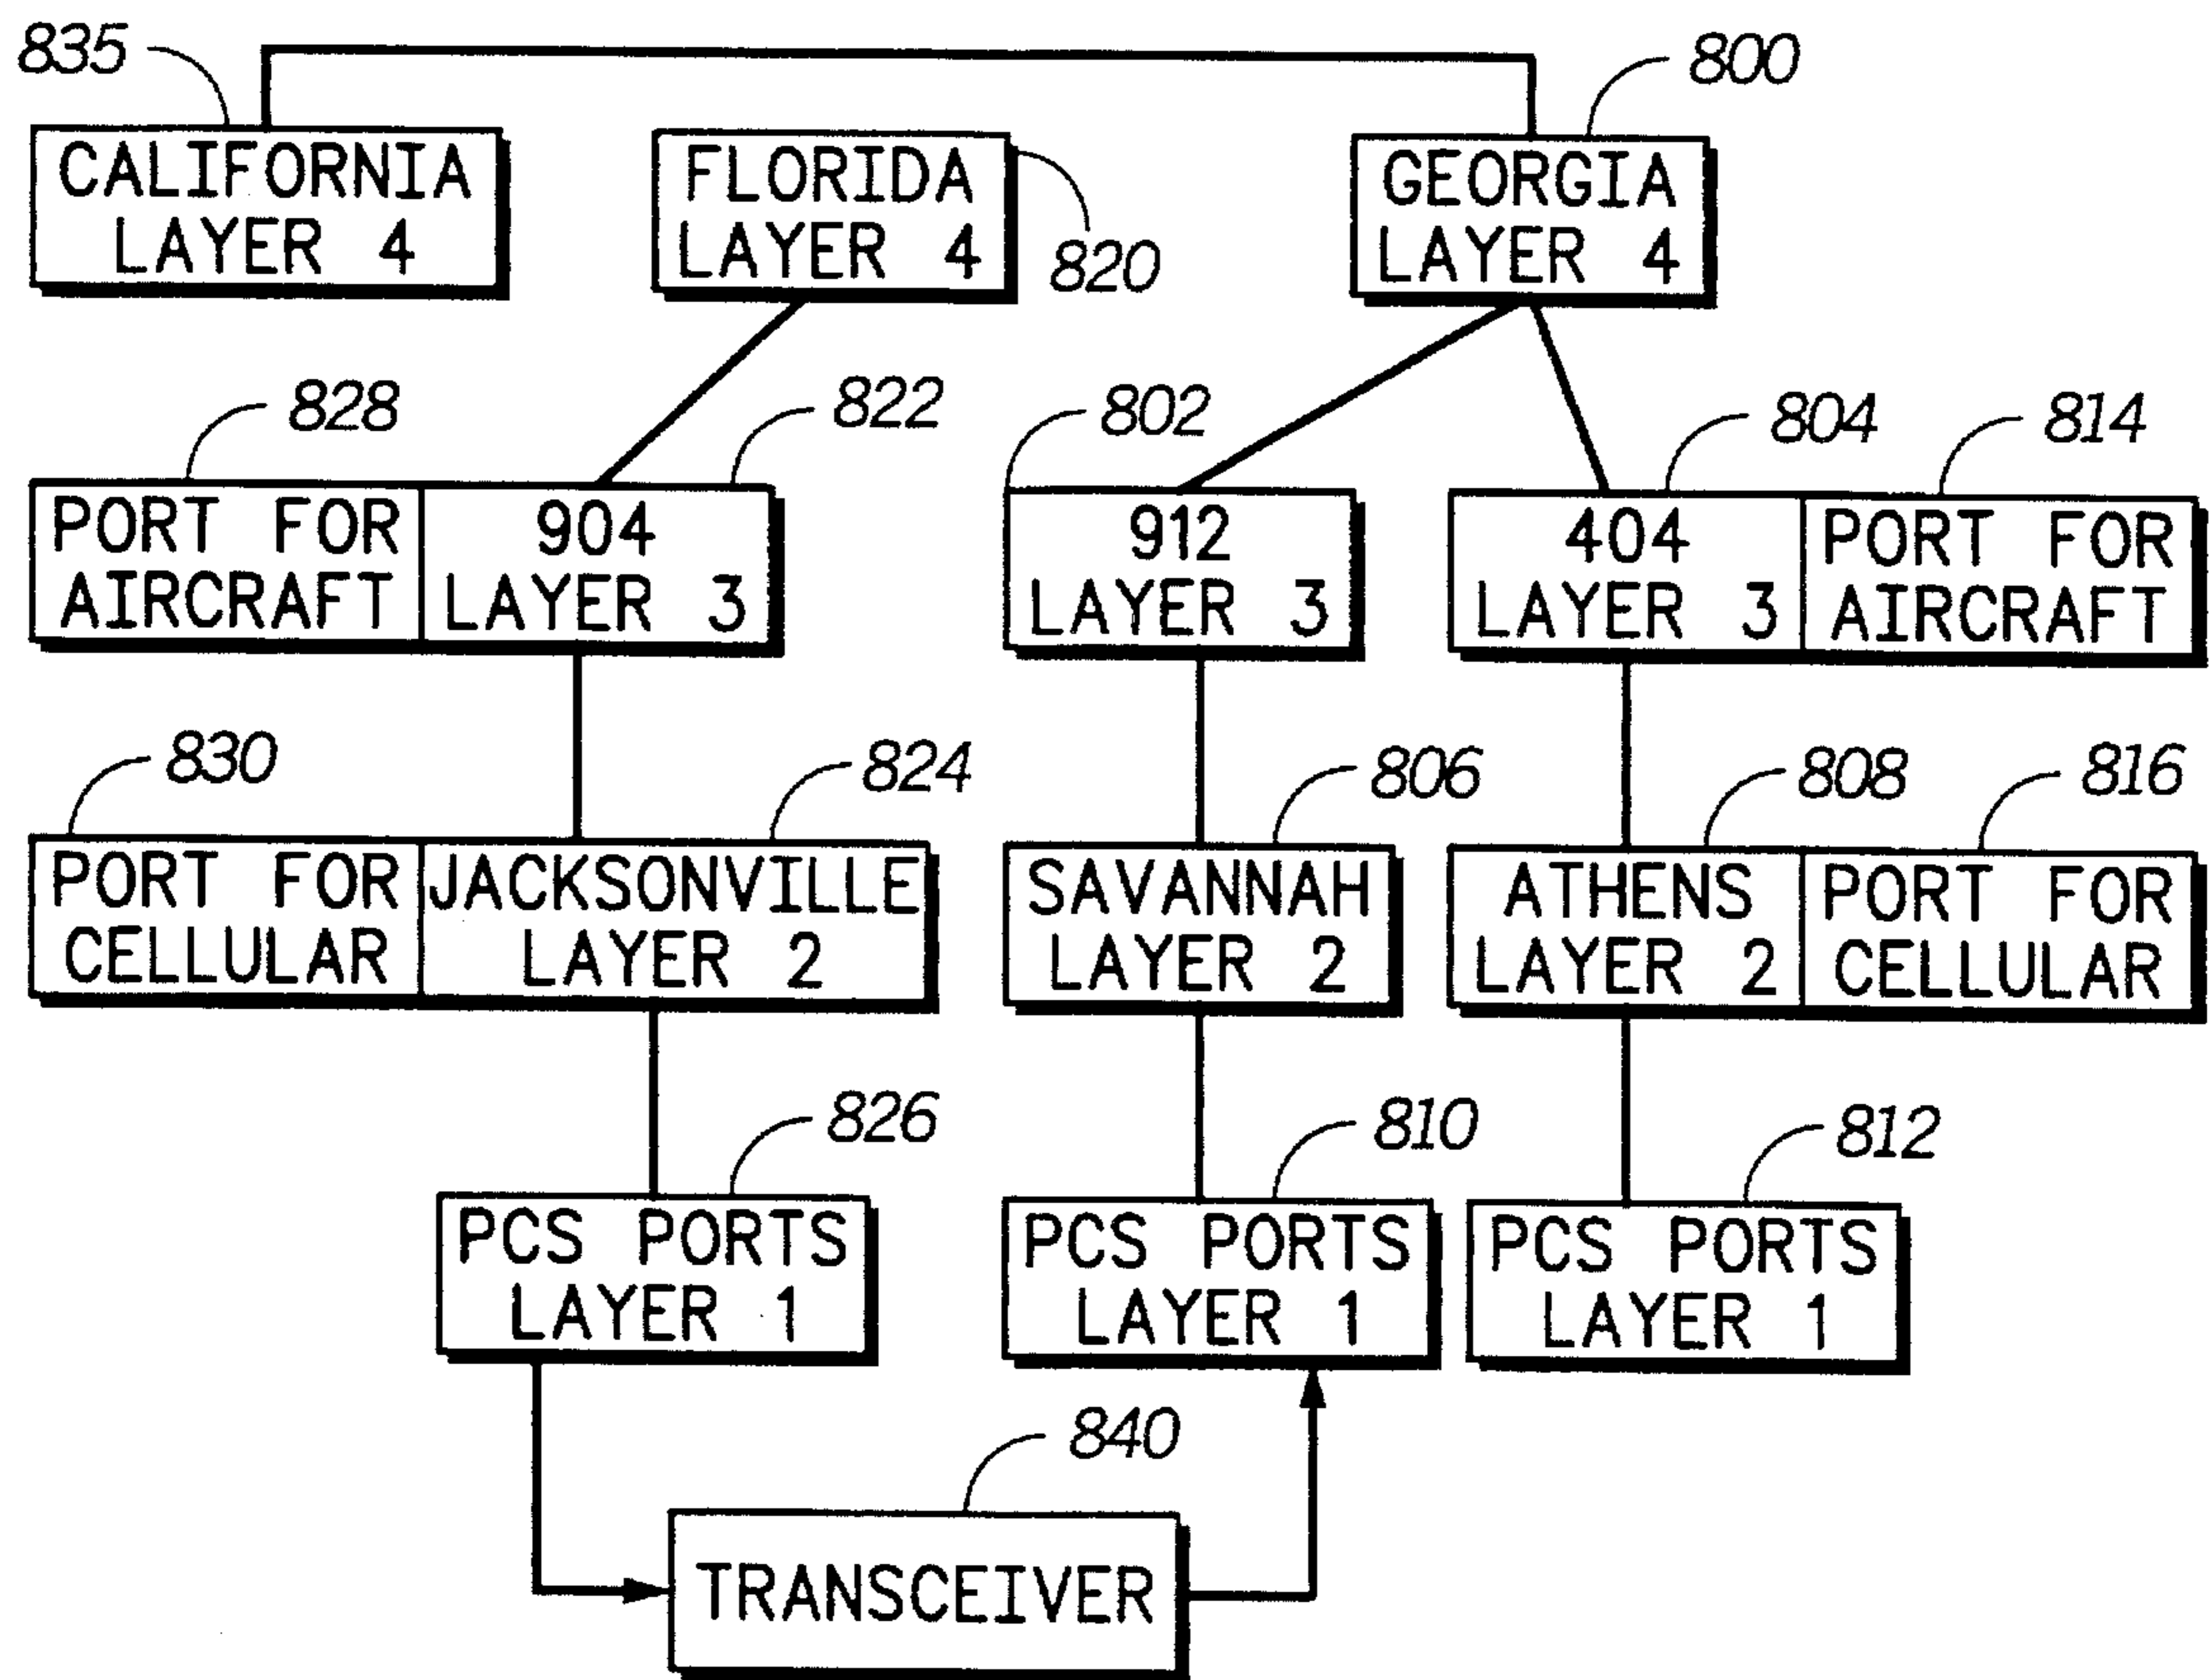 835
800
CALIFORNIA
LAYER 4
FLORIDA
LAYER 4
820
GEORGIA
LAYER 4
828
822
802
804
814
PORT FOR
AIRCRAFT
904
LAYER 3
912
LAYER 3
404
LAYER 3
PORT FOR
AIRCRAFT
830
824
806
808
816
PORT FOR
CELLULAR
JACKSONVILLE
LAYER 2
SAVANNAH
LAYER 2
ATHENS
LAYER 2
PORT FOR
CELLULAR
826
810
812
PCS PORTS
LAYER 1
PCS PORTS
LAYER 1
PCS PORTS
LAYER 1
840
TRANSCEIVER